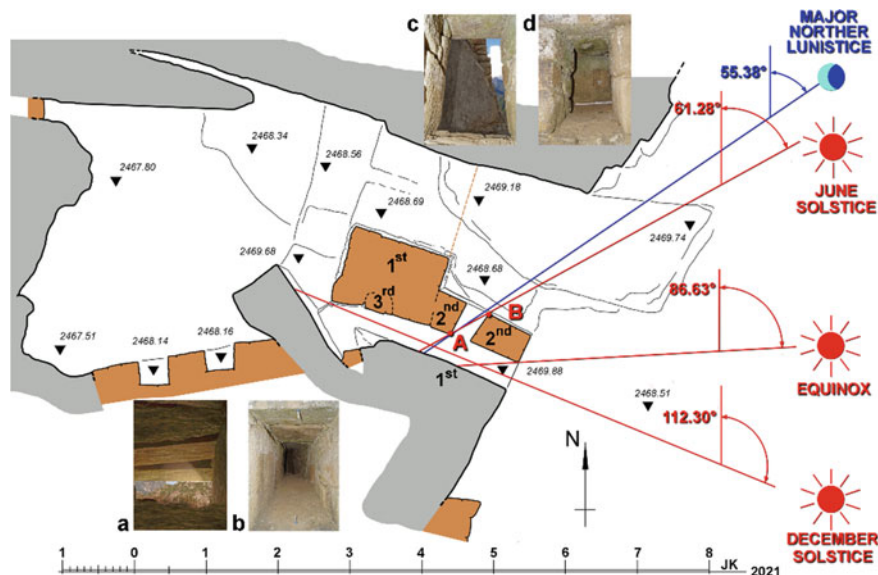 c
d
MAJOR
NORTHER
LUNISTICE
55.38°
61.28°
JUNE
SOLSTICE
2468.34
2468.56
2467.80
2469.18
2468.69
2469.74
2469.68
1st
2468.68
3rd
2nd
B
A
2nd
86.63°
2467.51
2468.14
2468.16
1st
2469.88
EQUINOX
2468.51
112.30°
N
a
b
DECEMBER
SOLSTICE
1 0 1 2 3 4 5 6 7 8 JK 2021